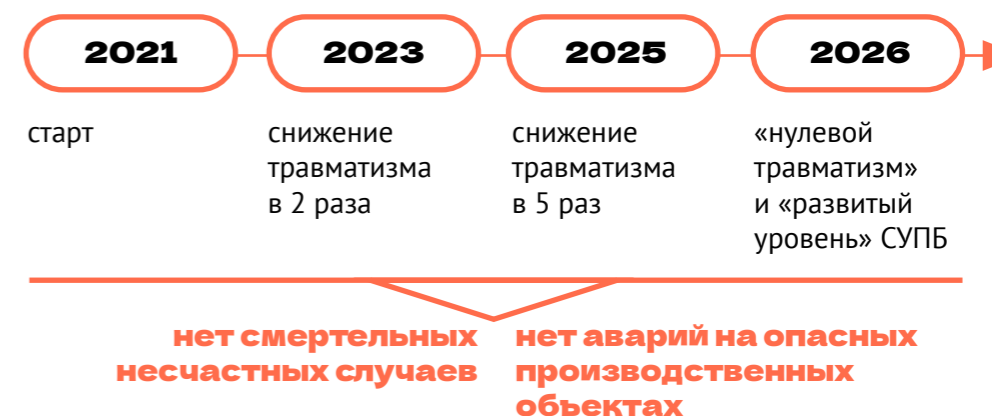 2021
2023
2025
2026
старт
снижение
травматизма
в 2 раза
снижение
травматизма
в 5 раз
«нулевой
травматизм»
и «развитый
уровень» СУПБ
нет смертельных
несчастных случаев
нет аварий на опасных
производственных
объектах